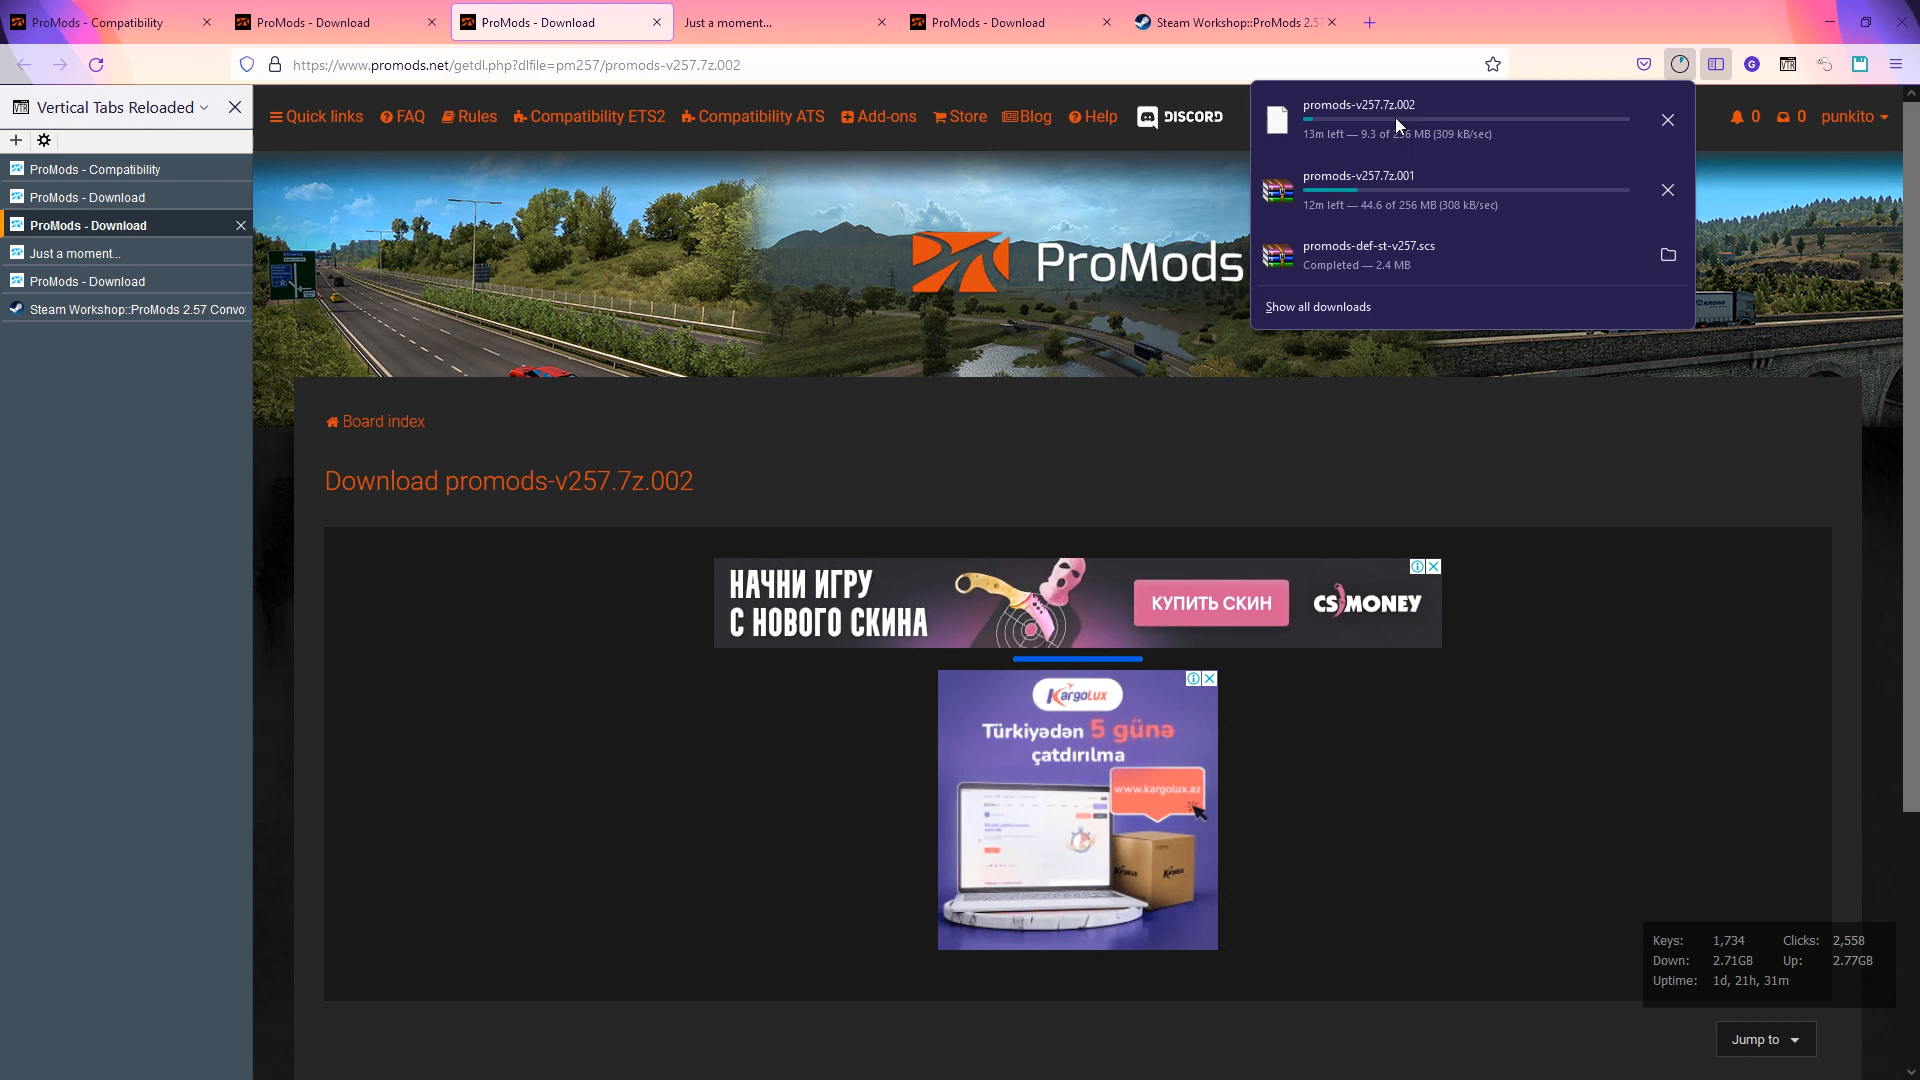 ProMods - Compatibility
ProMods - Download
ProMods - Download
Just a moment...
ProMods - Download
Steam Workshop::ProMods 2.57
https://www.promods.net/getdl.php?dlfile=pm257/promods-v257.7z.002
G
VTR
VTR Vertical Tabs Reloaded
ProMods - Compatibility
ProMods - Download
ProMods - Download
Just a moment...
ProMods - Download
Steam Workshop::ProMods 2.57 Convoy
Quick links
FAQ
Rules
Compatibility ETS2
Compatibility ATS
Add-ons
Store
Blog
Help
DISCORD
0
0
punkito
promods-v257.7z.002
13m left — 9.3 of 256 MB (309 kB/sec)
promods-v257.7z.001
12m left — 44.6 of 256 MB (308 kB/sec)
promods-def-st-v257.scs
Completed — 2.4 MB
Show all downloads
ProMods
KRONE
Board index
Download promods-v257.7z.002
НАЧНИ ИГРУ
С НОВОГО СКИНА
КУПИТЬ СКИН
CS MONEY
KargoLUX
Türkiyədən 5 günə
çatdırılma
www.kargolux.az
KargoLUX
KargoLUX
Keys: 1,734 Clicks: 2,558
Down: 2.71GB Up: 2.77GB
Uptime: 1d, 21h, 31m
Jump to